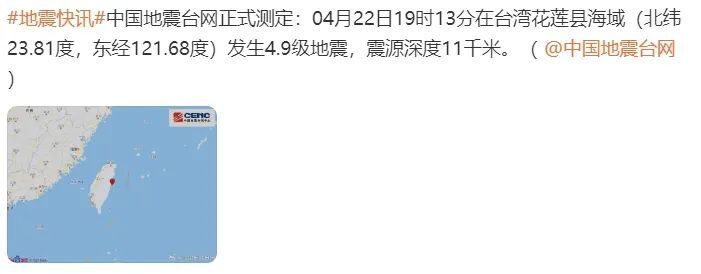 #地震快讯#中国地震台网正式测定：04月22日19时13分在台湾花莲县海域（北纬
23.81度，东经121.68度）发生4.9级地震，震源深度11千米。（ @中国地震台网
）
CENC